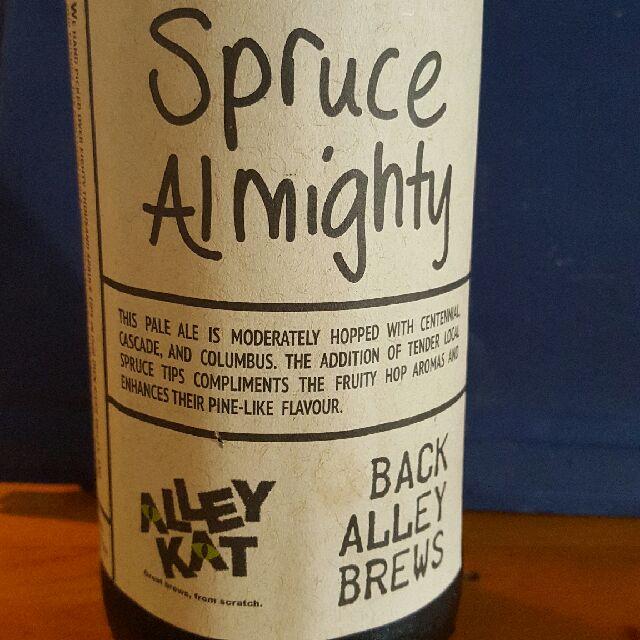 Spruce
Almighty
THIS PALE ALE IS MODERATELY HOPPED WITH CENTENNIAL,
CASCADE, AND COLUMBUS. THE ADDITION OF TENDER LOCAL
SPRUCE TIPS COMPLIMENTS THE FRUITY HOP AROMAS AND
ENHANCES THEIR PINE-LIKE FLAVOUR.
ALLEY
KAT
Great brews, from scratch.
BACK
ALLEY
BREWS